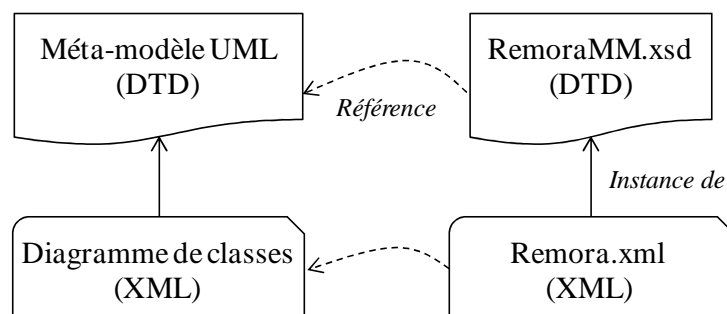 Méta-modèle UML
(DTD)
RemoraMM.xsd
(DTD)
Référence
Instance de
Diagramme de classes
(XML)
Remora.xml
(XML)